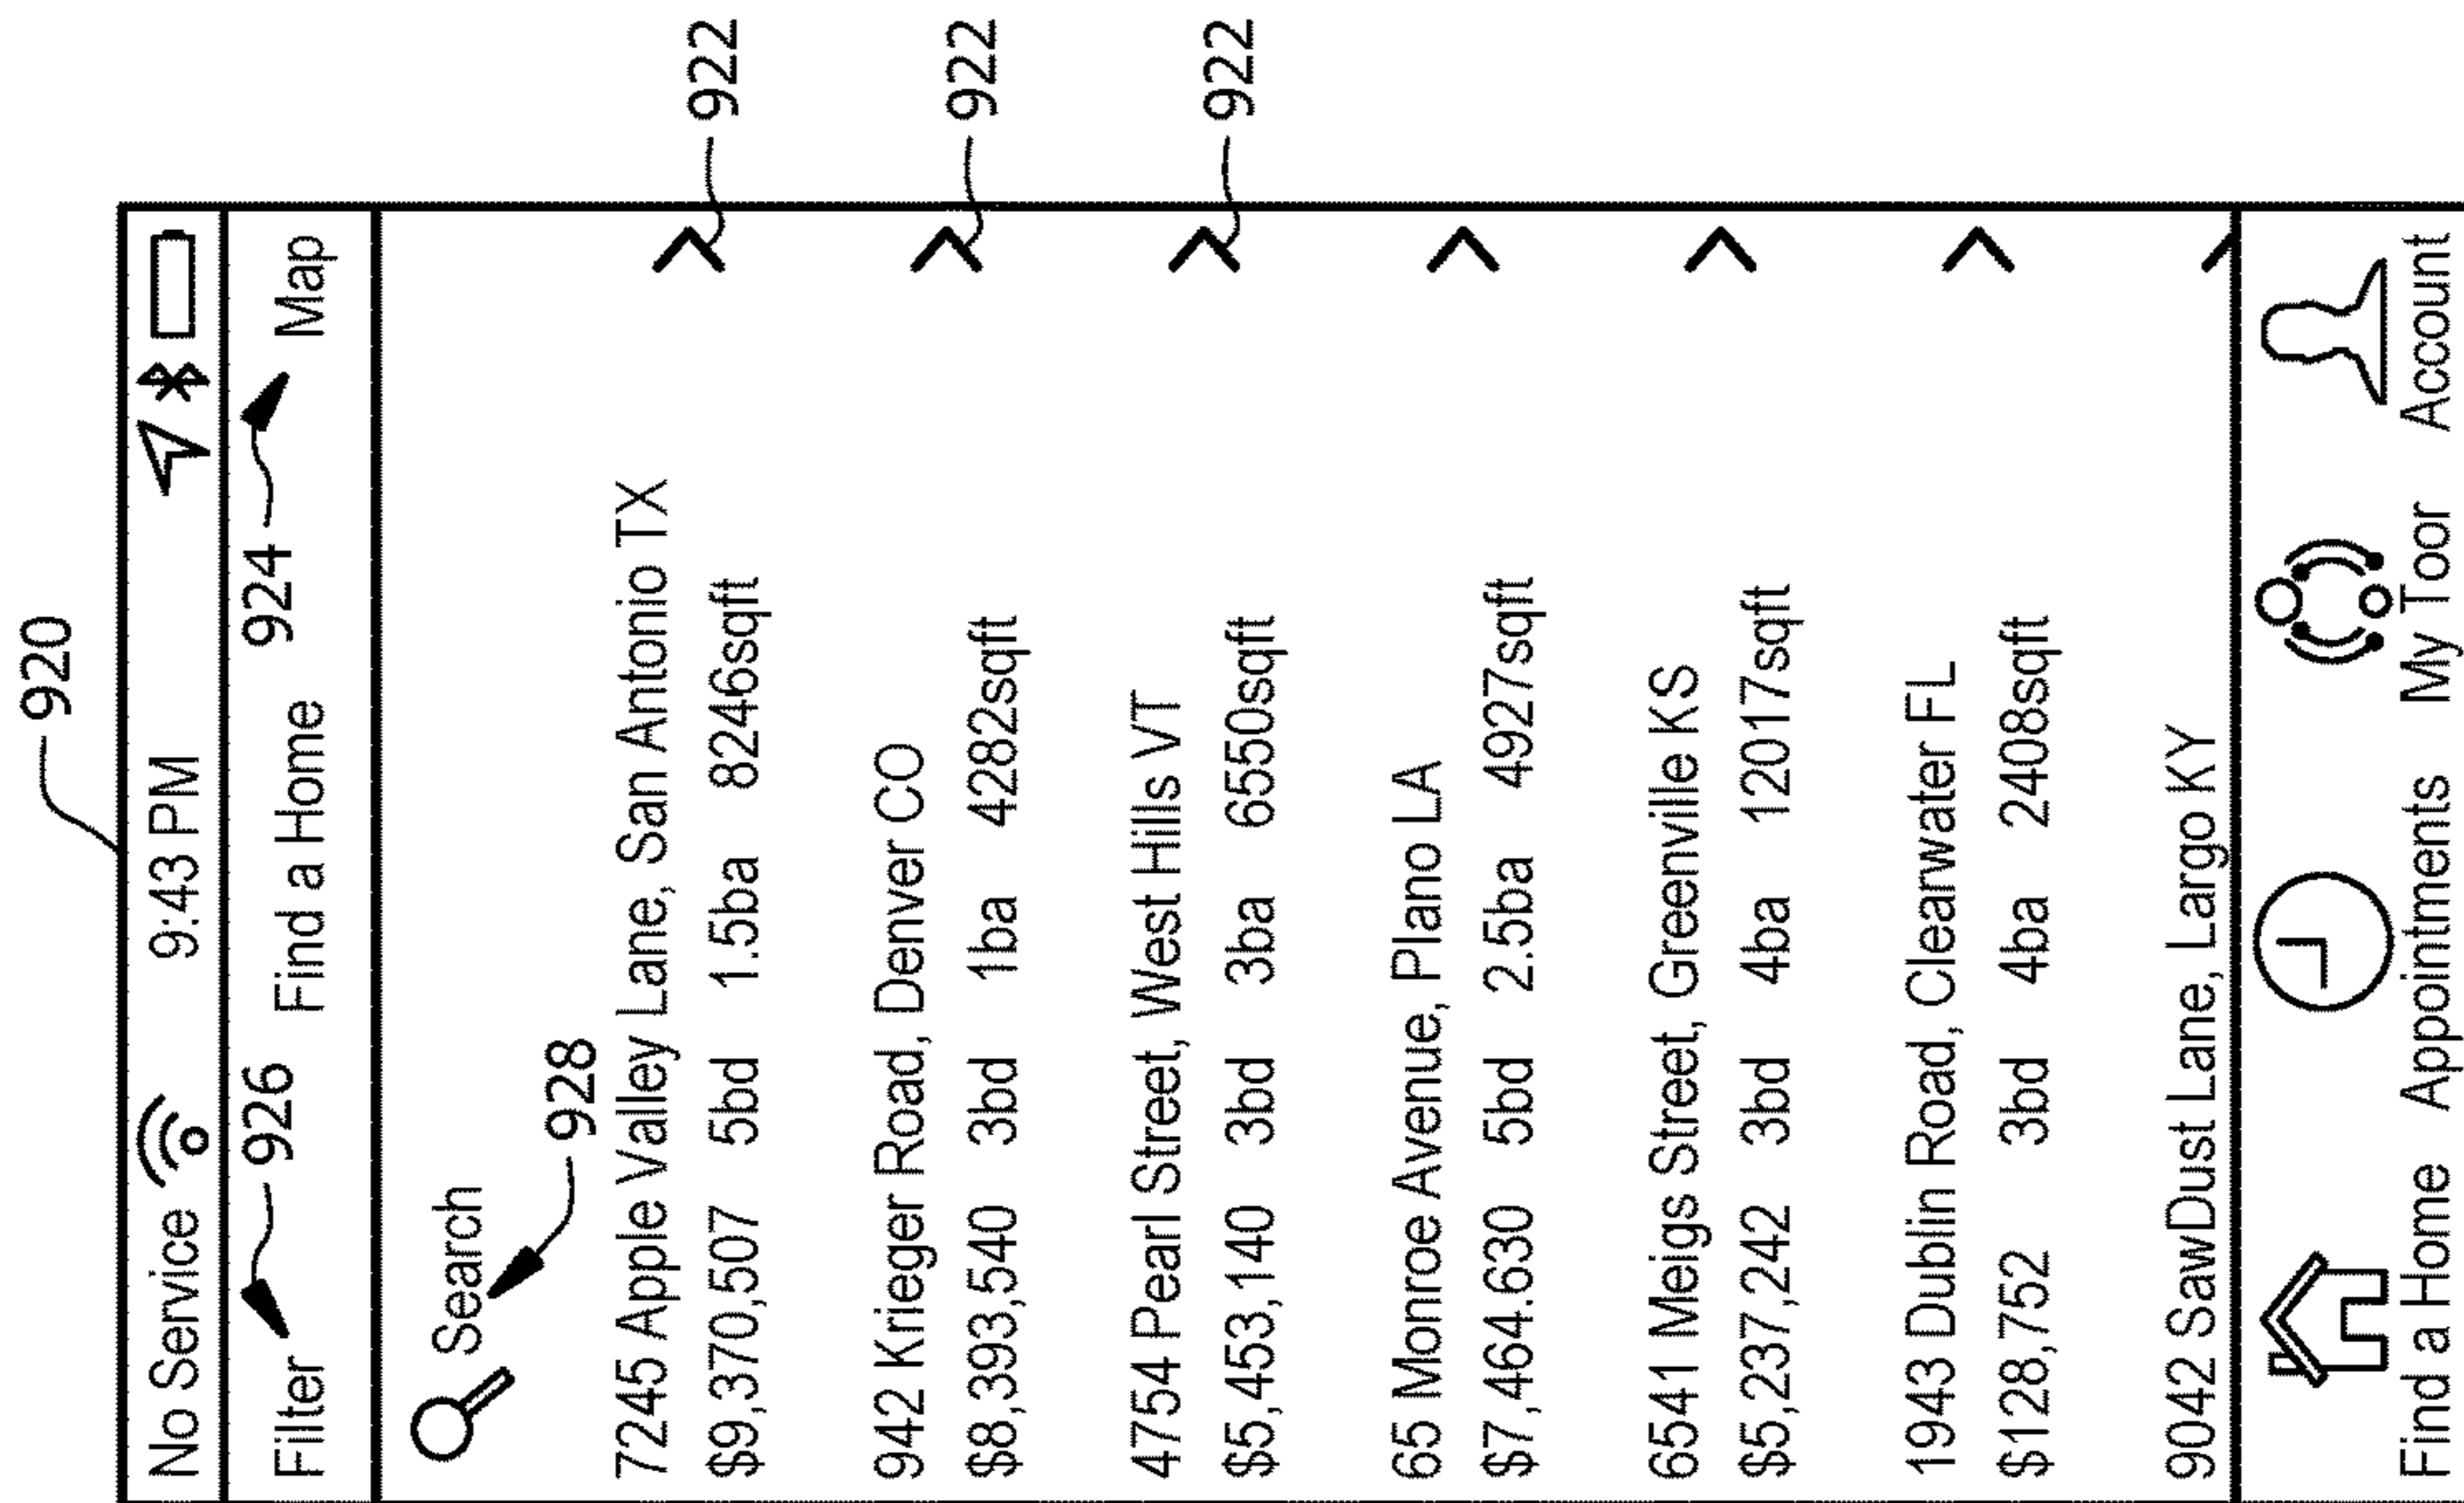 920
No Service 9:43 PM
Filter 926 Find a Home 924 Map
Search
928
7245 Apple Valley Lane, San Antonio TX
$9,370,507 5bd 1.5ba 8246sqft
922
942 Krieger Road, Denver CO
$8,393,540 3bd 1ba 4282sqft
922
4754 Pearl Street, West Hills VT
$5,453,140 3bd 3ba 6550sqft
922
65 Monroe Avenue, Plano LA
$7,464.630 5bd 2.5ba 4927sqft
6541 Meigs Street, Greenville KS
$5,237,242 3bd 4ba 12017sqft
1943 Dublin Road, Clearwater FL
$128,752 3bd 4ba 2408sqft
9042 SawDust Lane, Largo KY
Find a Home Appointments My Toor Account